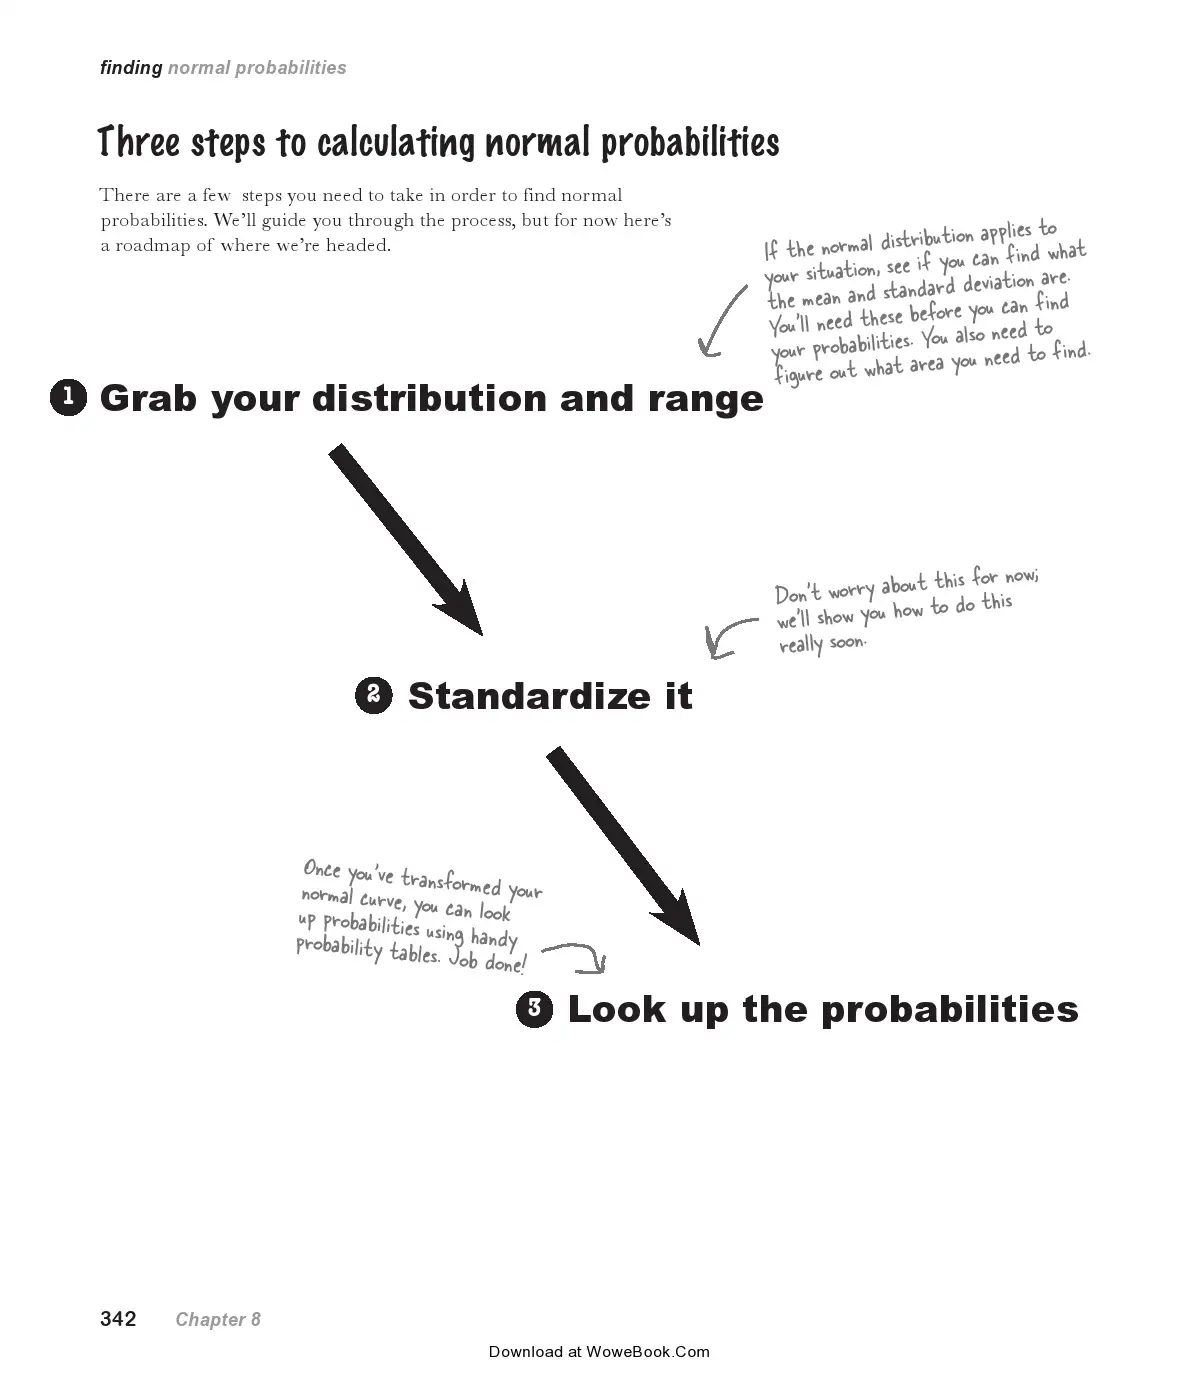 finding normal probabilities
Three steps to calculating normal probabilities
There are a few steps you need to take in order to find normal
probabilities. We'll guide you through the process, but for now here's
a roadmap of where we're headed.
If the normal distribution applies to
your situation, see if you can find what
the mean and standard deviation are.
You'll need these before you can find
your probabilities. You also need to
figure out what area you need to find.
1 Grab your distribution and range
Don't worry about this for now;
we'll show you how to do this
really soon.
2 Standardize it
Once you've transformed your
normal curve, you can look
up probabilities using handy
probability tables. Job done!
3 Look up the probabilities
342 Chapter 8
Download at WoweBook.Com